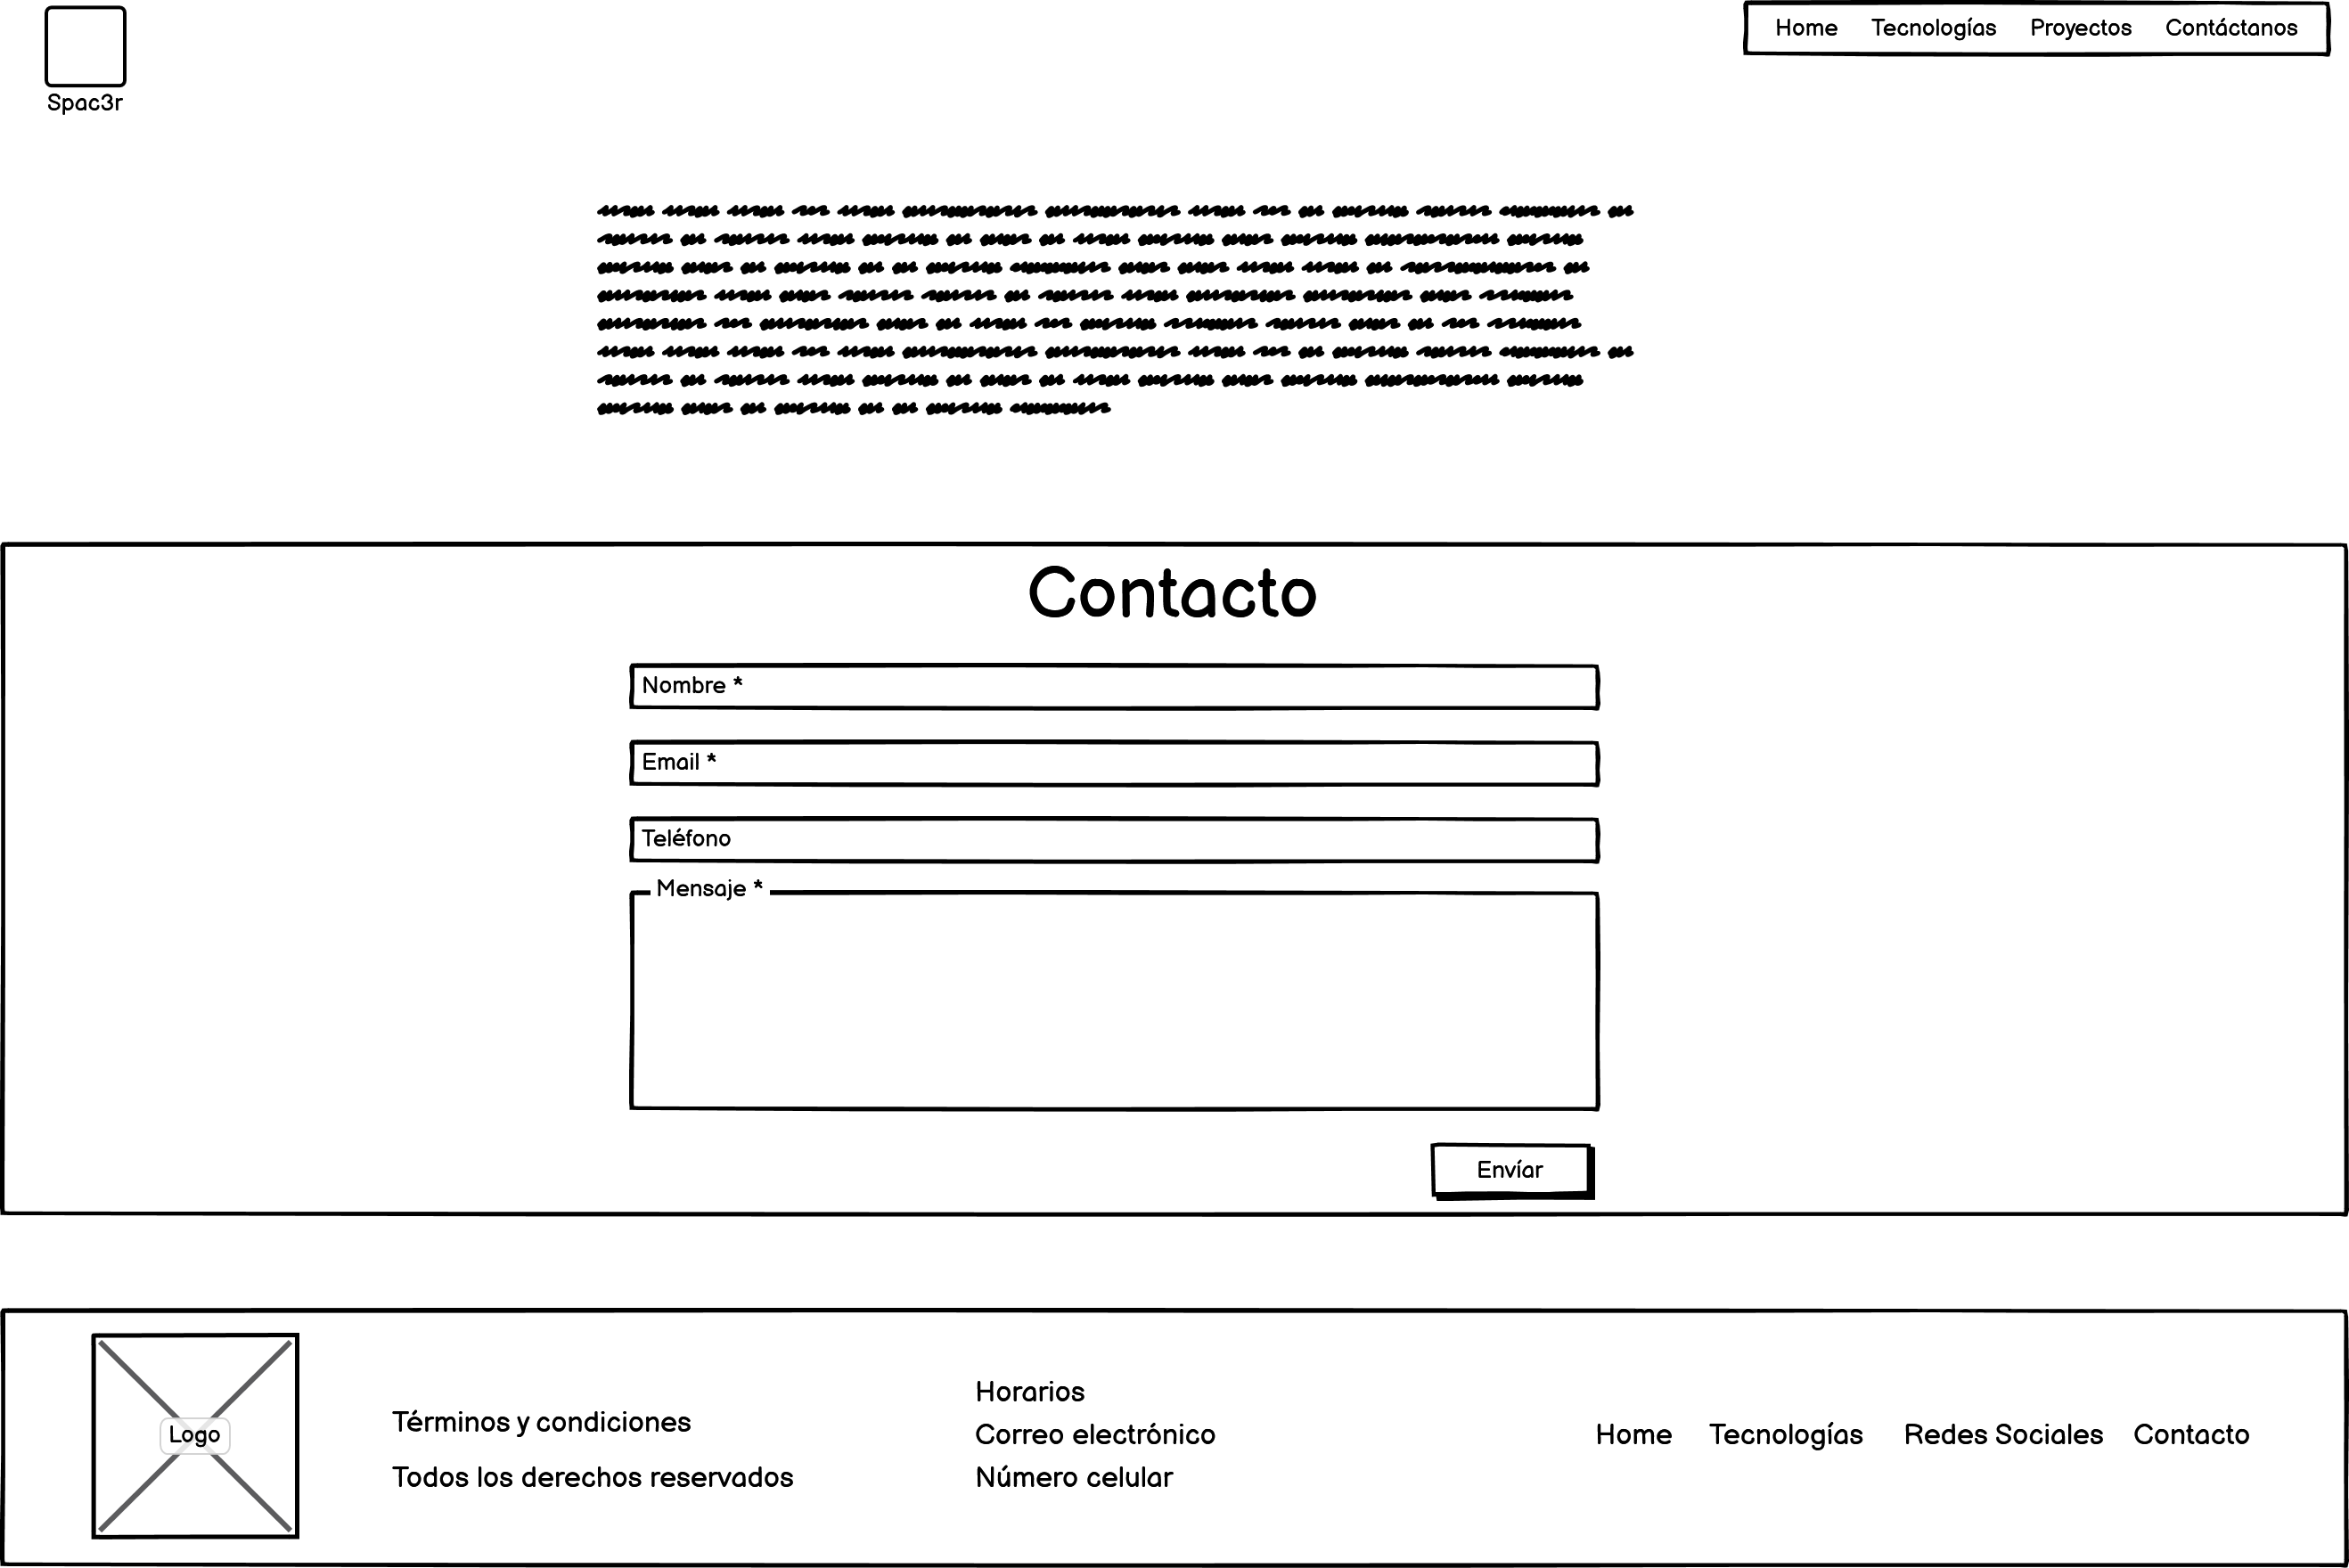 Home Tecnologías Proyectos Contáctanos
Spac3r
Contacto
Nombre *
Email *
Teléfono
Mensaje *
Envíar
Logo
Términos y condiciones
Todos los derechos reservados
Horarios
Correo electrónico
Número celular
Home Tecnologías Redes Sociales Contacto